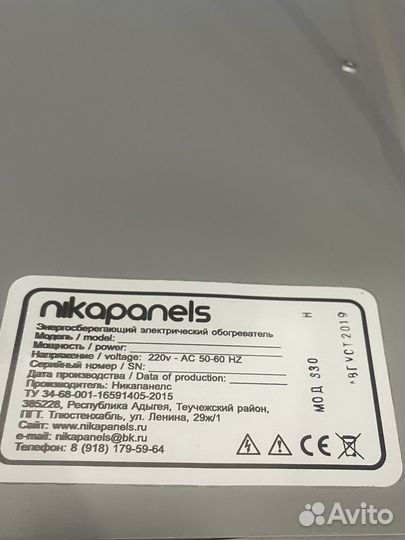 nikapanels
Энергосберегающий электрический обогреватель
Модель / model:
Мощность / power:
Напряжение / voltage: 220v - AC 50-60 HZ
Серийный номер / SN:
Дата производства / Data of production:
Производитель: Никапанелс
ТУ 34-68-001-16591405-2015
385228, Республика Адыгея, Теучежский район,
ПГТ. Тлюстенхабль, ул. Ленина, 29ж/1
Сайт: www.nikapanels.ru
e-mail: nikapanels@bk.ru
Телефон: 8 (918) 179-59-64
МОД 330 Н
АВГУСТ 2019
CE
Avito